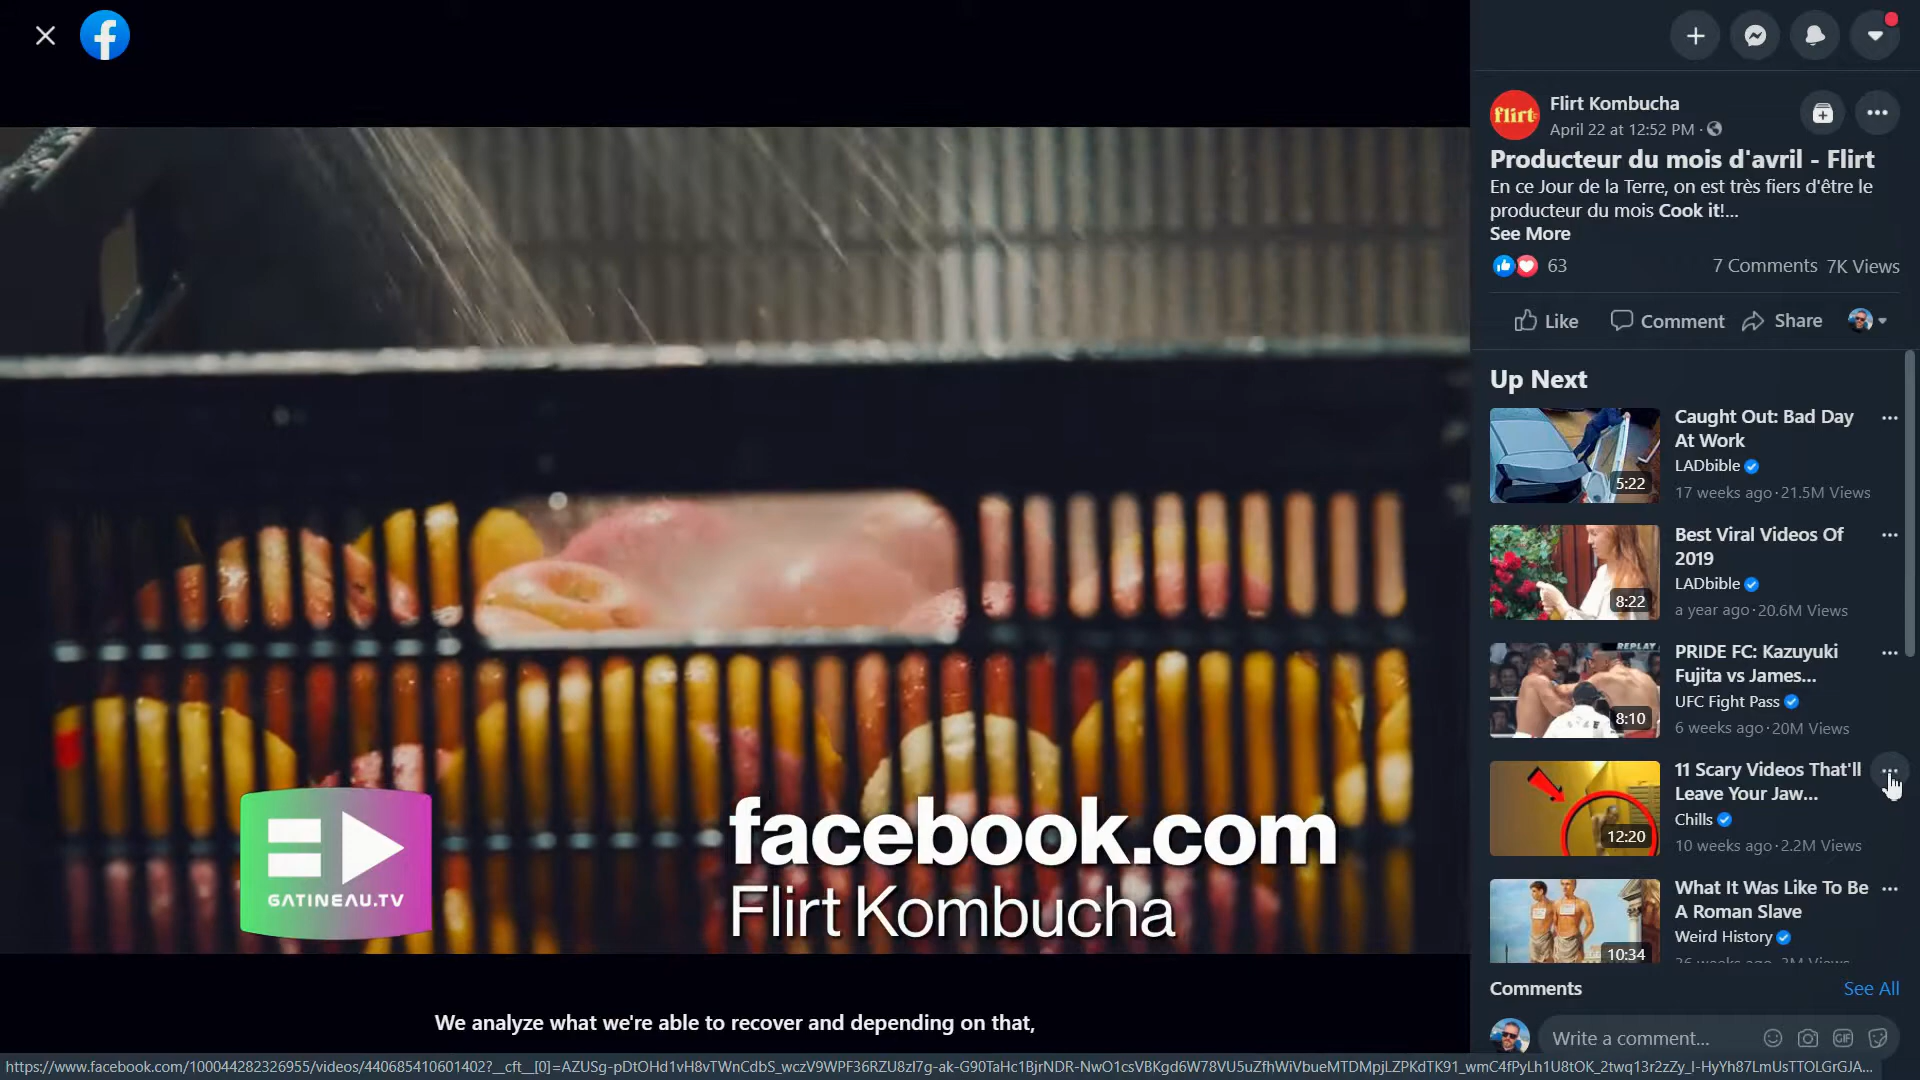 flirt
Flirt Kombucha
April 22 at 12:52 PM ·
Producteur du mois d'avril - Flirt
En ce Jour de la Terre, on est très fiers d'être le
producteur du mois Cook it!...
See More
63
7 Comments 7K Views
Like Comment Share
Up Next
Caught Out: Bad Day
At Work
LADbible
5:22
17 weeks ago · 21.5M Views
Best Viral Videos Of
2019
LADbible
8:22
a year ago · 20.6M Views
REPLAY
PRIDE FC: Kazuyuki
Fujita vs James...
UFC Fight Pass
8:10
6 weeks ago · 20M Views
11 Scary Videos That'll
Leave Your Jaw...
Chills
12:20
10 weeks ago · 2.2M Views
What It Was Like To Be
A Roman Slave
Weird History
10:34
Comments See All
Write a comment...
GIF
GATINEAU.TV
facebook.com
Flirt Kombucha
We analyze what we're able to recover and depending on that,